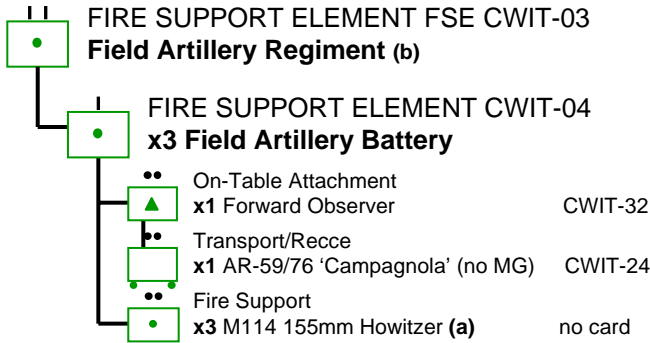 FIRE SUPPORT ELEMENT FSE CWIT-03
Field Artillery Regiment (b)
FIRE SUPPORT ELEMENT CWIT-04
x3 Field Artillery Battery
On-Table Attachment
x1 Forward Observer CWIT-32
Transport/Recce
x1 AR-59/76 ‘Campagnola’ (no MG) CWIT-24
Fire Support
x3 M114 155mm Howitzer (a) no card